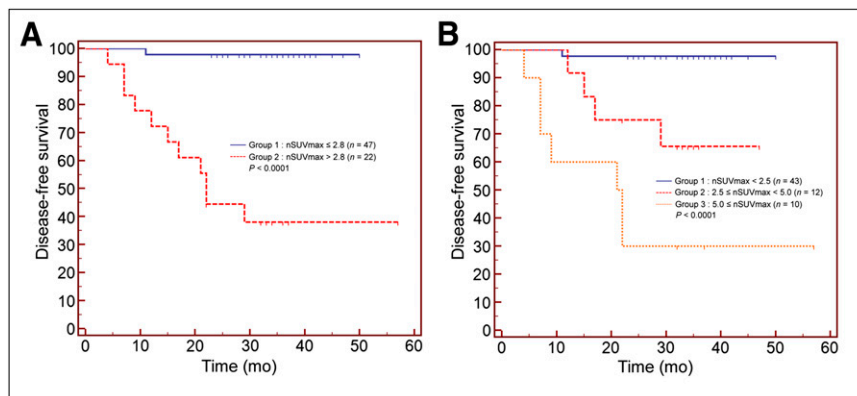 A
Disease-free survival
100
90
80
70
60
50
40
30
20
10
0
Group 1 : nSUVmax ≤ 2.8 (n = 47)
Group 2 : nSUVmax > 2.8 (n = 22)
P < 0.0001
0 10 20 30 40 50 60
Time (mo)
B
Disease-free survival
100
90
80
70
60
50
40
30
20
10
0
Group 1 : nSUVmax < 2.5 (n = 43)
Group 2 : 2.5 ≤ nSUVmax < 5.0 (n = 12)
Group 3 : 5.0 ≤ nSUVmax (n = 10)
P < 0.0001
0 10 20 30 40 50 60
Time (mo)